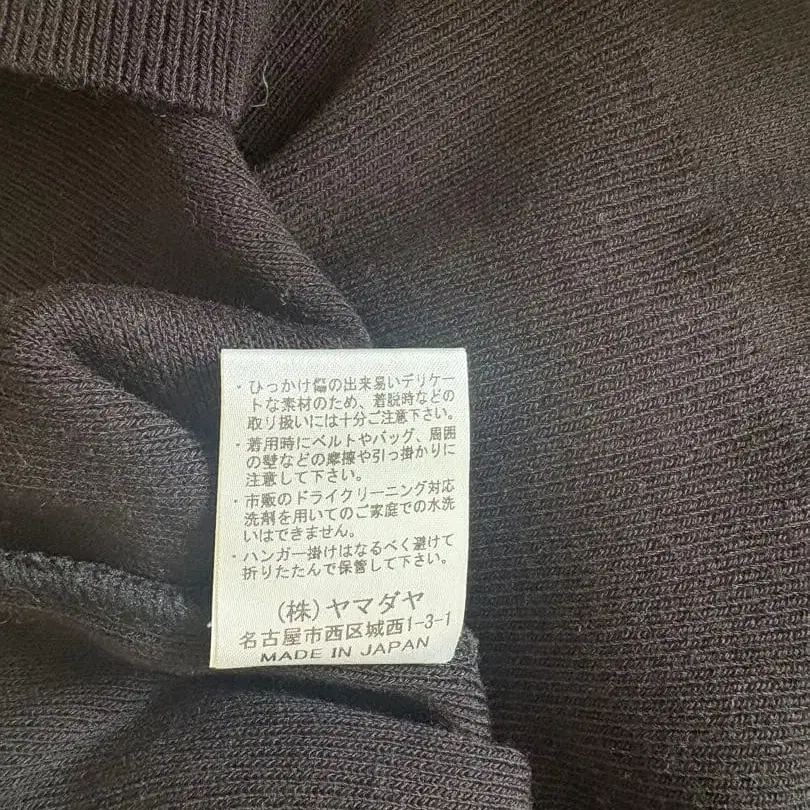 ・ひっかけ傷の出来易いデリケー
トな素材のため、着脱時などの
取り扱いには十分ご注意下さい。
・着用時にベルトやバッグ、周囲
の壁などの摩擦や引っ掛かりに
注意して下さい。
・市販のドライクリーニング対応
洗剤を用いてのご家庭での水洗
いはできません。
・ハンガー掛けはなるべく避けて
折りたたんで保管して下さい。
(株)ヤマダヤ
名古屋市西区城西1-3-1
MADE IN JAPAN